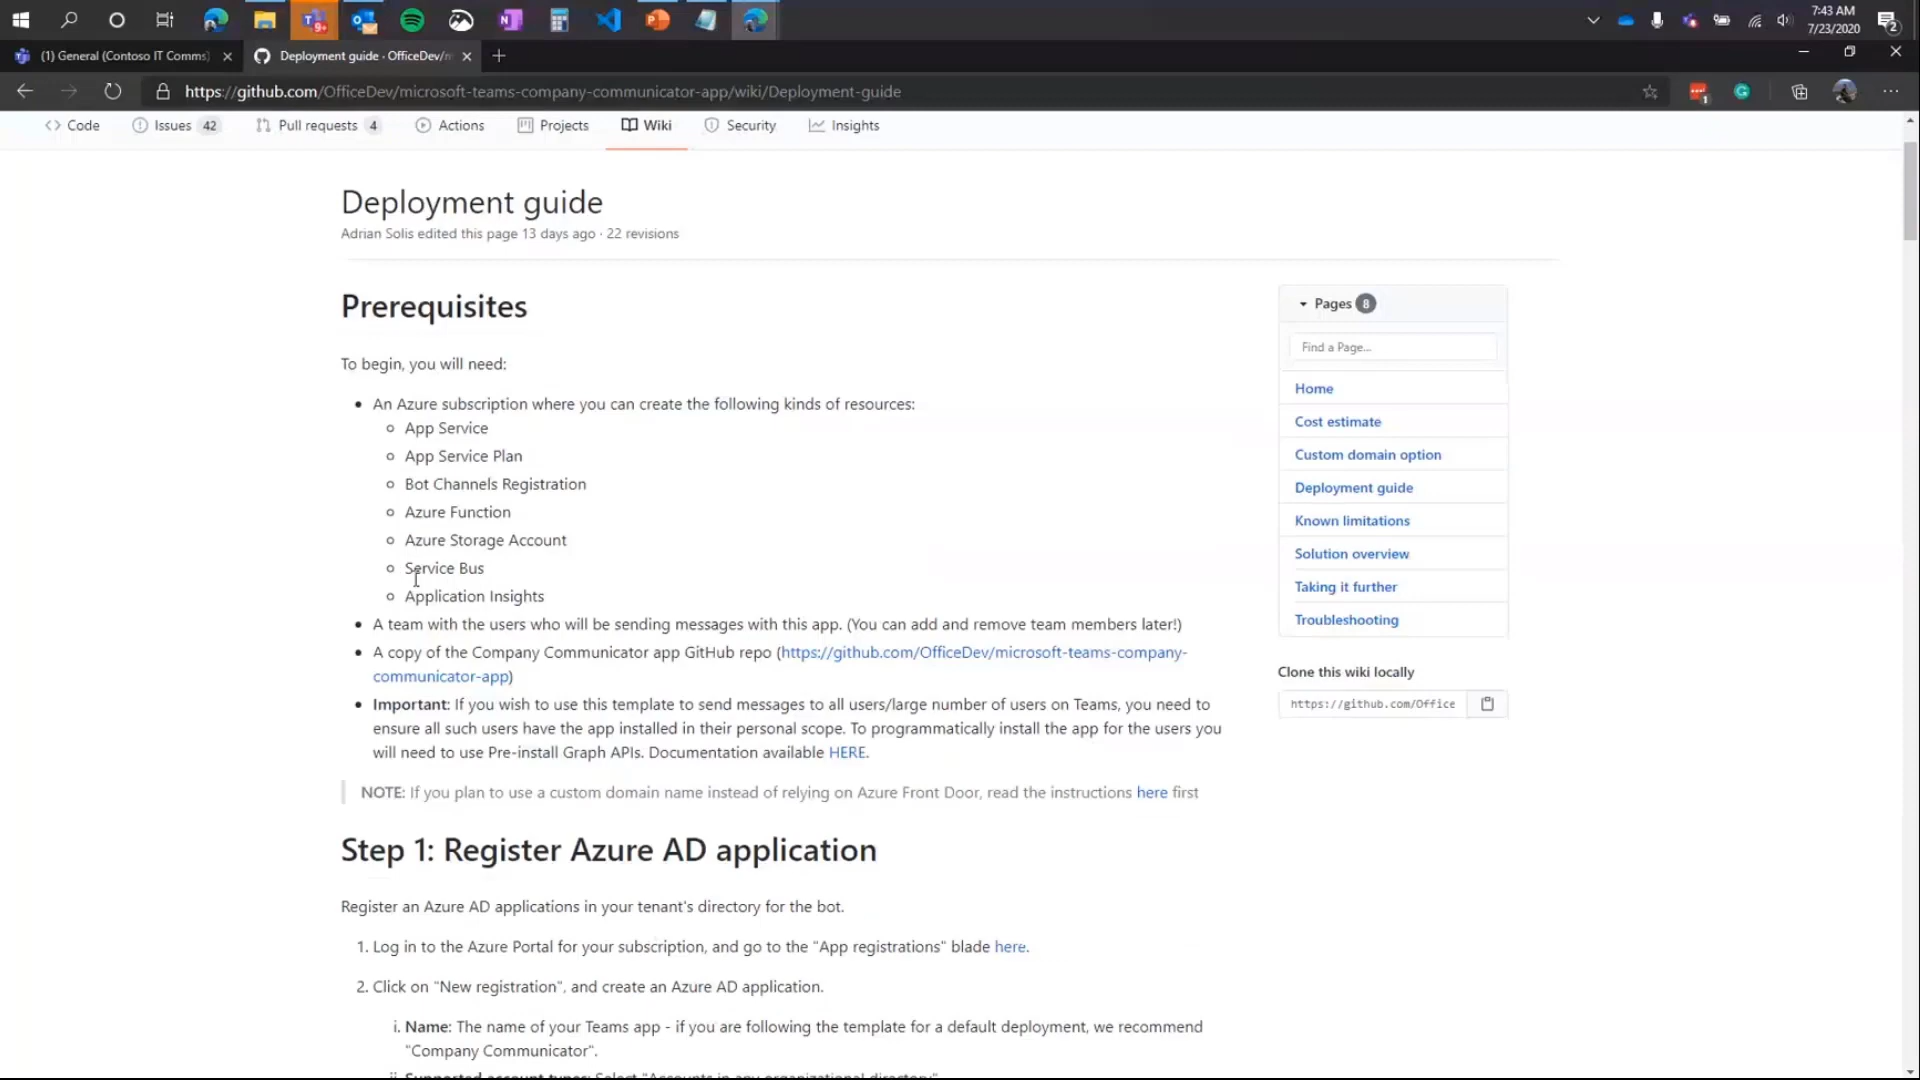 7:43 AM
7/23/2020
2
9+
(1) General (Contoso IT Comms)
Deployment guide · OfficeDev/m
https://github.com/OfficeDev/microsoft-teams-company-communicator-app/wiki/Deployment-guide
1
Code
Issues 42
Pull requests 4
Actions
Projects
Wiki
Security
Insights
Deployment guide
Adrian Solis edited this page 13 days ago · 22 revisions
Prerequisites
To begin, you will need:
• An Azure subscription where you can create the following kinds of resources:
App Service
App Service Plan
Bot Channels Registration
Azure Function
Azure Storage Account
Service Bus
Application Insights
• A team with the users who will be sending messages with this app. (You can add and remove team members later!)
• A copy of the Company Communicator app GitHub repo (https://github.com/OfficeDev/microsoft-teams-company-
communicator-app)
• Important: If you wish to use this template to send messages to all users/large number of users on Teams, you need to
ensure all such users have the app installed in their personal scope. To programmatically install the app for the users you
will need to use Pre-install Graph APIs. Documentation available HERE.
NOTE: If you plan to use a custom domain name instead of relying on Azure Front Door, read the instructions here first
Step 1: Register Azure AD application
Register an Azure AD applications in your tenant's directory for the bot.
1. Log in to the Azure Portal for your subscription, and go to the "App registrations" blade here.
2. Click on "New registration", and create an Azure AD application.
i. Name: The name of your Teams app - if you are following the template for a default deployment, we recommend
"Company Communicator".
ii. Supported account types: Select "Accounts in any organizational directory"
Pages 8
Find a Page...
Home
Cost estimate
Custom domain option
Deployment guide
Known limitations
Solution overview
Taking it further
Troubleshooting
Clone this wiki locally
https://github.com/Office